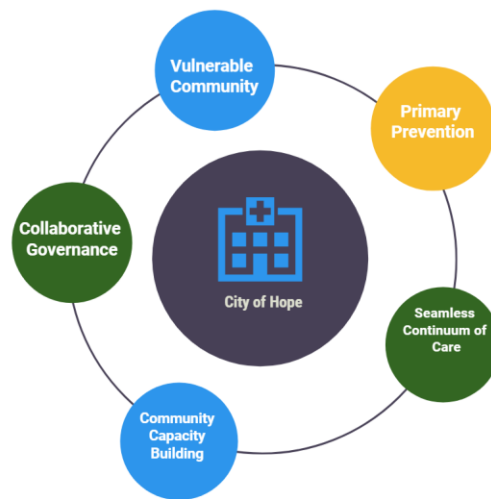 Vulnerable
Community
Primary
Prevention
Collaborative
Governance
City of Hope
Seamless
Continuum of
Care
Community
Capacity
Building